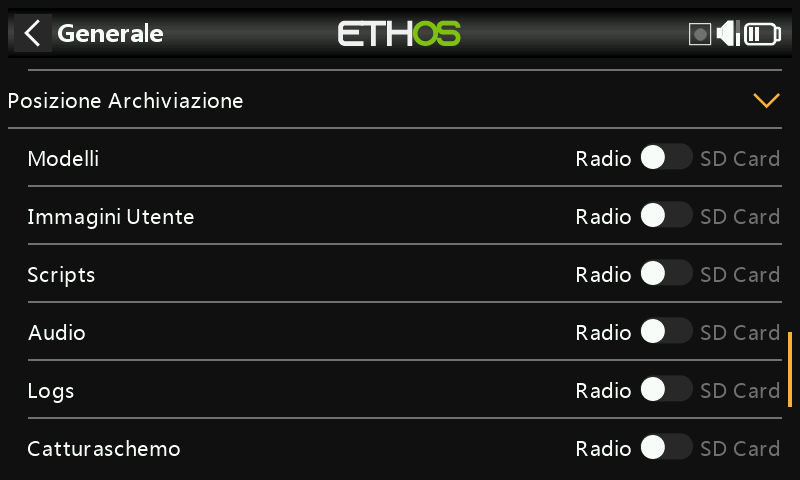 Generale
ETHOS
Posizione Archiviazione
Modelli Radio SD Card
Immagini Utente Radio SD Card
Scripts Radio SD Card
Audio Radio SD Card
Logs Radio SD Card
Catturaschemo Radio SD Card